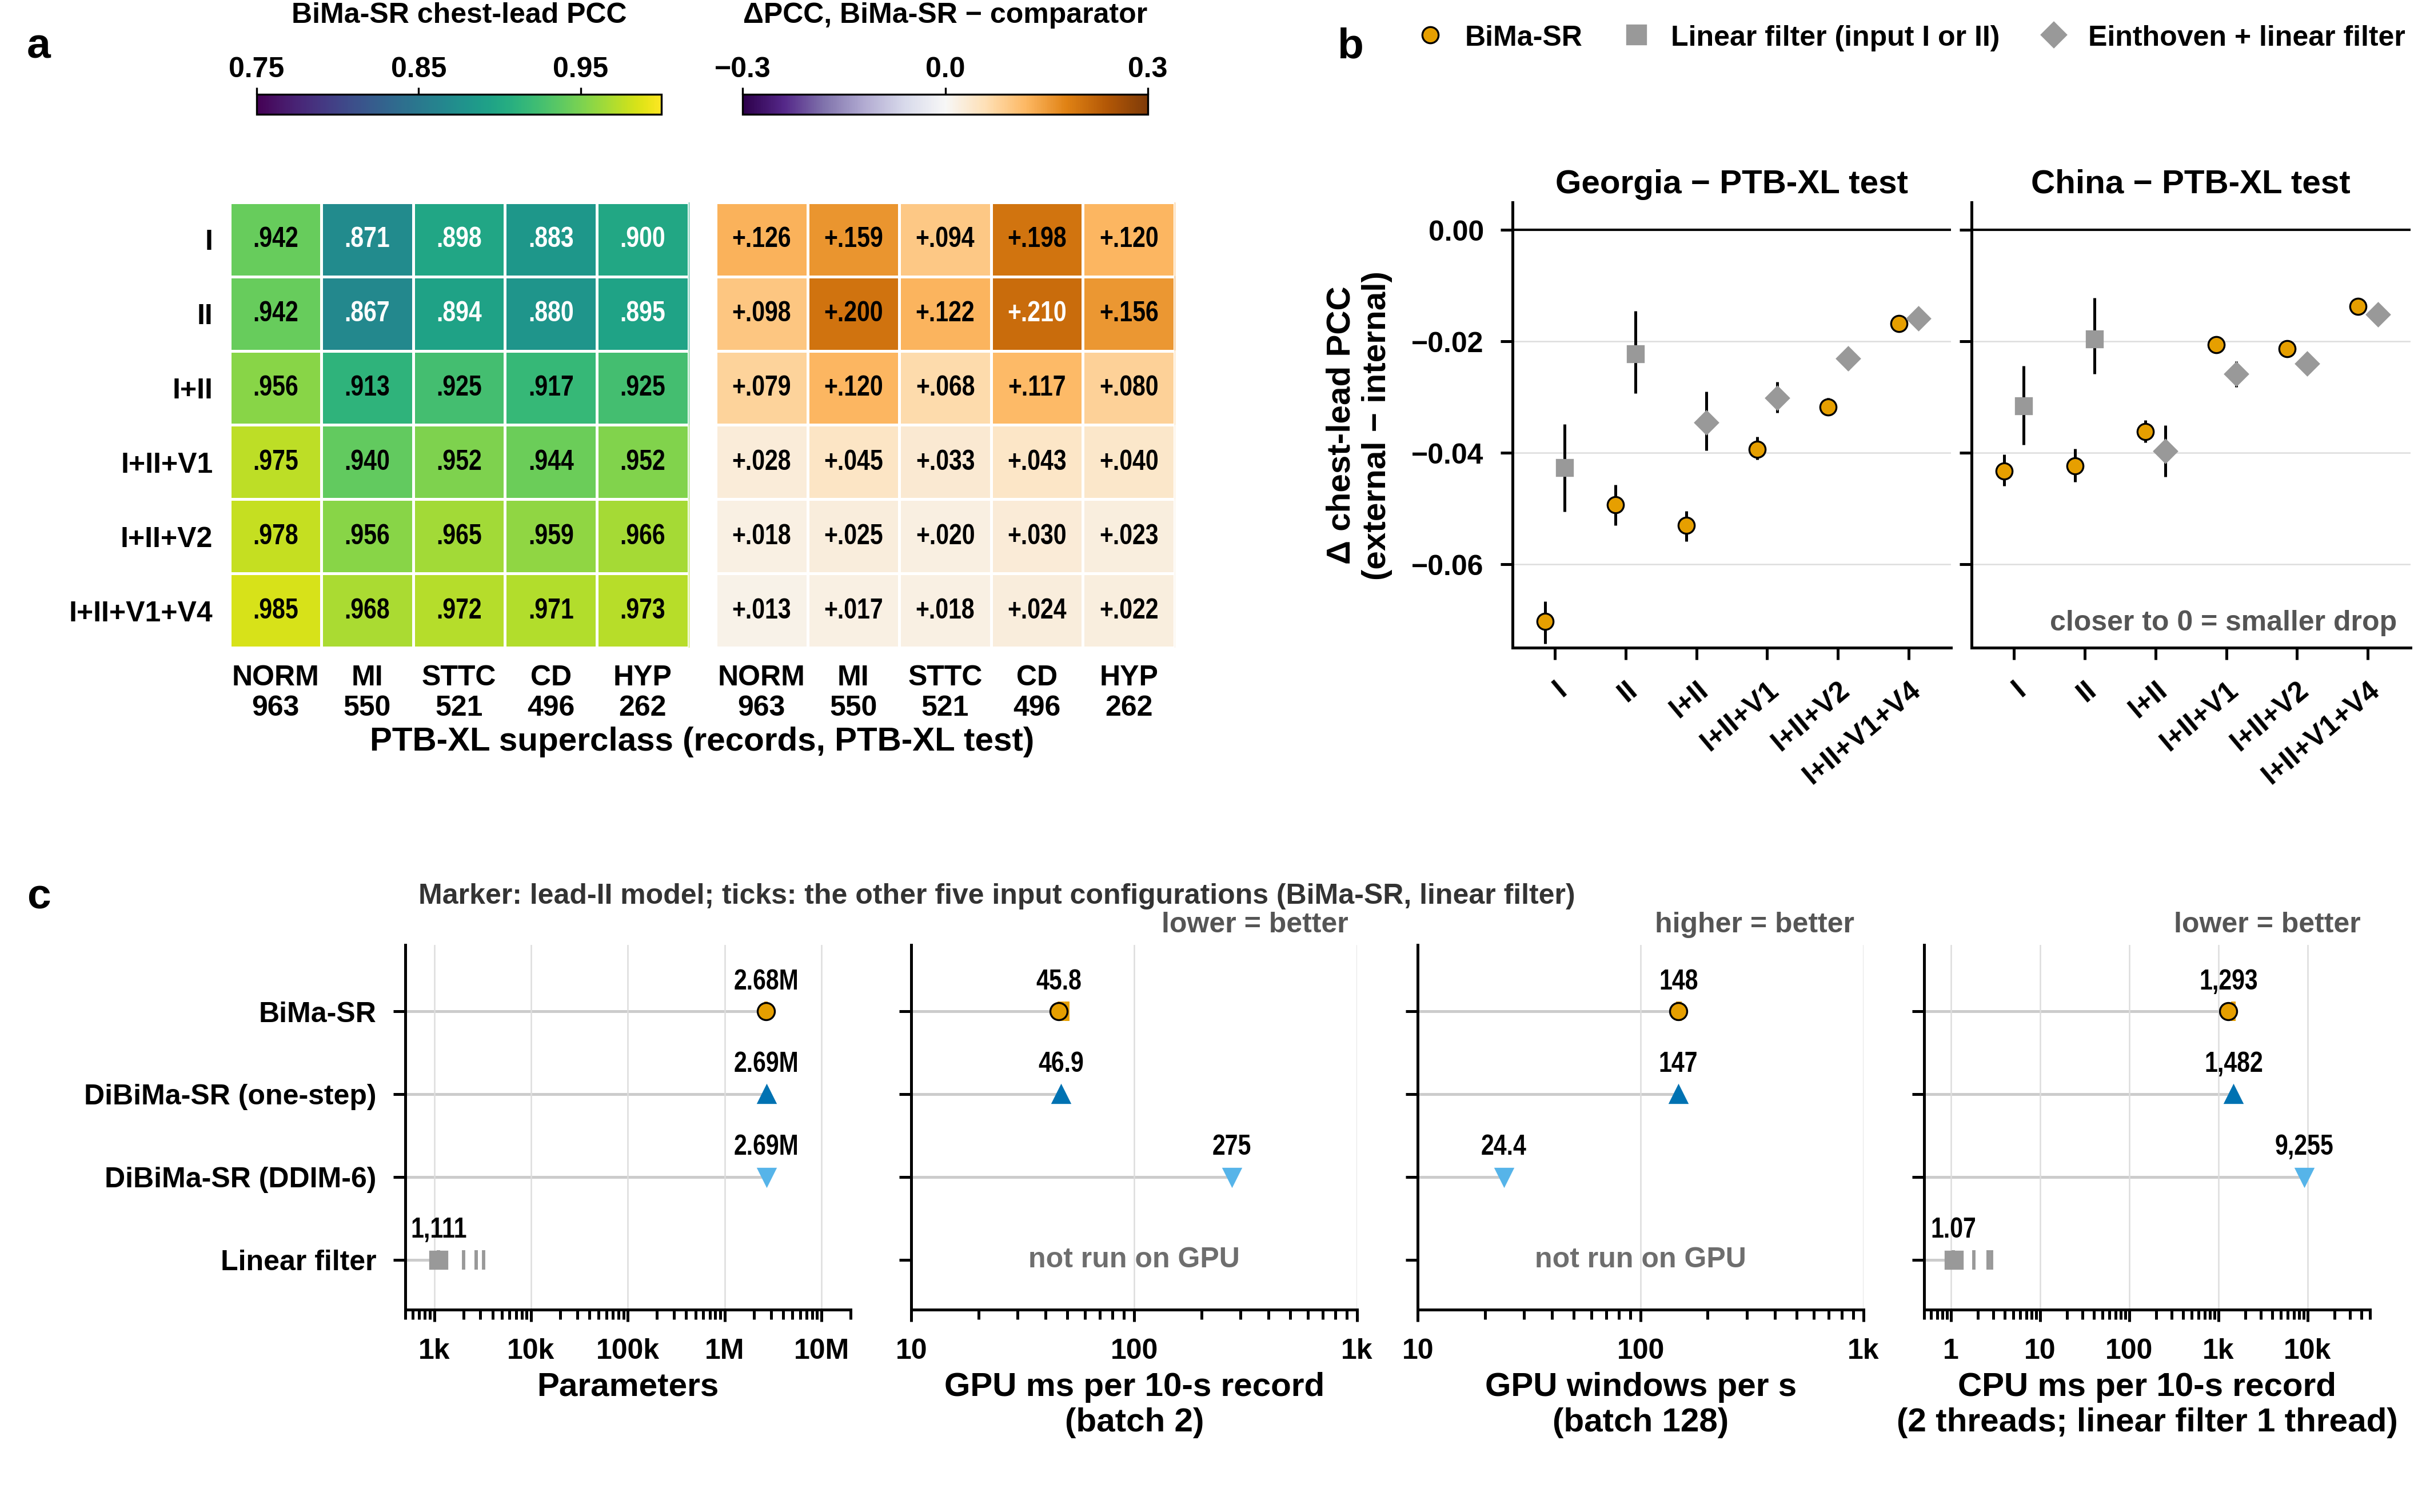 a
BiMa-SR chest-lead PCC
0.75 0.85 0.95
ΔPCC, BiMa-SR − comparator
−0.3 0.0 0.3
I .942 .871 .898 .883 .900 +.126 +.159 +.094 +.198 +.120
II .942 .867 .894 .880 .895 +.098 +.200 +.122 +.210 +.156
I+II .956 .913 .925 .917 .925 +.079 +.120 +.068 +.117 +.080
I+II+V1 .975 .940 .952 .944 .952 +.028 +.045 +.033 +.043 +.040
I+II+V2 .978 .956 .965 .959 .966 +.018 +.025 +.020 +.030 +.023
I+II+V1+V4 .985 .968 .972 .971 .973 +.013 +.017 +.018 +.024 +.022
NORM MI STTC CD HYP NORM MI STTC CD HYP
963 550 521 496 262 963 550 521 496 262
PTB-XL superclass (records, PTB-XL test)
b
BiMa-SR Linear filter (input I or II) Einthoven + linear filter
Georgia − PTB-XL test China − PTB-XL test
Δ chest-lead PCC
(external − internal)
0.00
−0.02
−0.04
−0.06
closer to 0 = smaller drop
I II I+II I+II+V1 I+II+V2 I+II+V1+V4
I II I+II I+II+V1 I+II+V2 I+II+V1+V4
c
Marker: lead-II model; ticks: the other five input configurations (BiMa-SR, linear filter)
lower = better higher = better lower = better
2.68M 45.8 148 1,293
BiMa-SR
2.69M 46.9 147 1,482
DiBiMa-SR (one-step)
2.69M 275 24.4 9,255
DiBiMa-SR (DDIM-6)
1,111 1.07
Linear filter not run on GPU not run on GPU
1k 10k 100k 1M 10M 10 100 1k 10 100 1k 1 10 100 1k 10k
Parameters GPU ms per 10-s record GPU windows per s CPU ms per 10-s record
(batch 2) (batch 128) (2 threads; linear filter 1 thread)